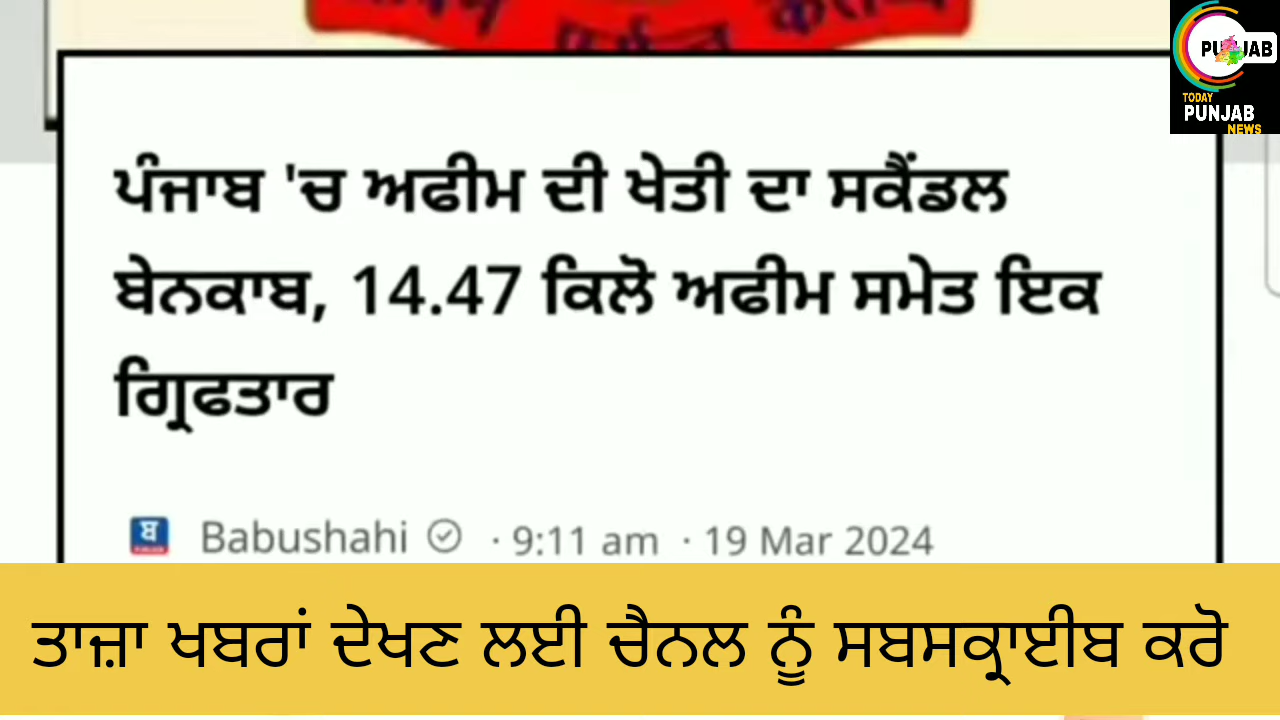 PUNJAB
TODAY
PUNJAB
NEWS
ਪੰਜਾਬ 'ਚ ਅਫੀਮ ਦੀ ਖੇਤੀ ਦਾ ਸਕੈਂਡਲ
ਬੇਨਕਾਬ, 14.47 ਕਿਲੋ ਅਫੀਮ ਸਮੇਤ ਇਕ
ਗ੍ਰਿਫਤਾਰ
ਬ Babushahi · 9:11 am · 19 Mar 2024
ਤਾਜ਼ਾ ਖਬਰਾਂ ਦੇਖਣ ਲਈ ਚੈਨਲ ਨੂੰ ਸਬਸਕ੍ਰਾਈਬ ਕਰੋ